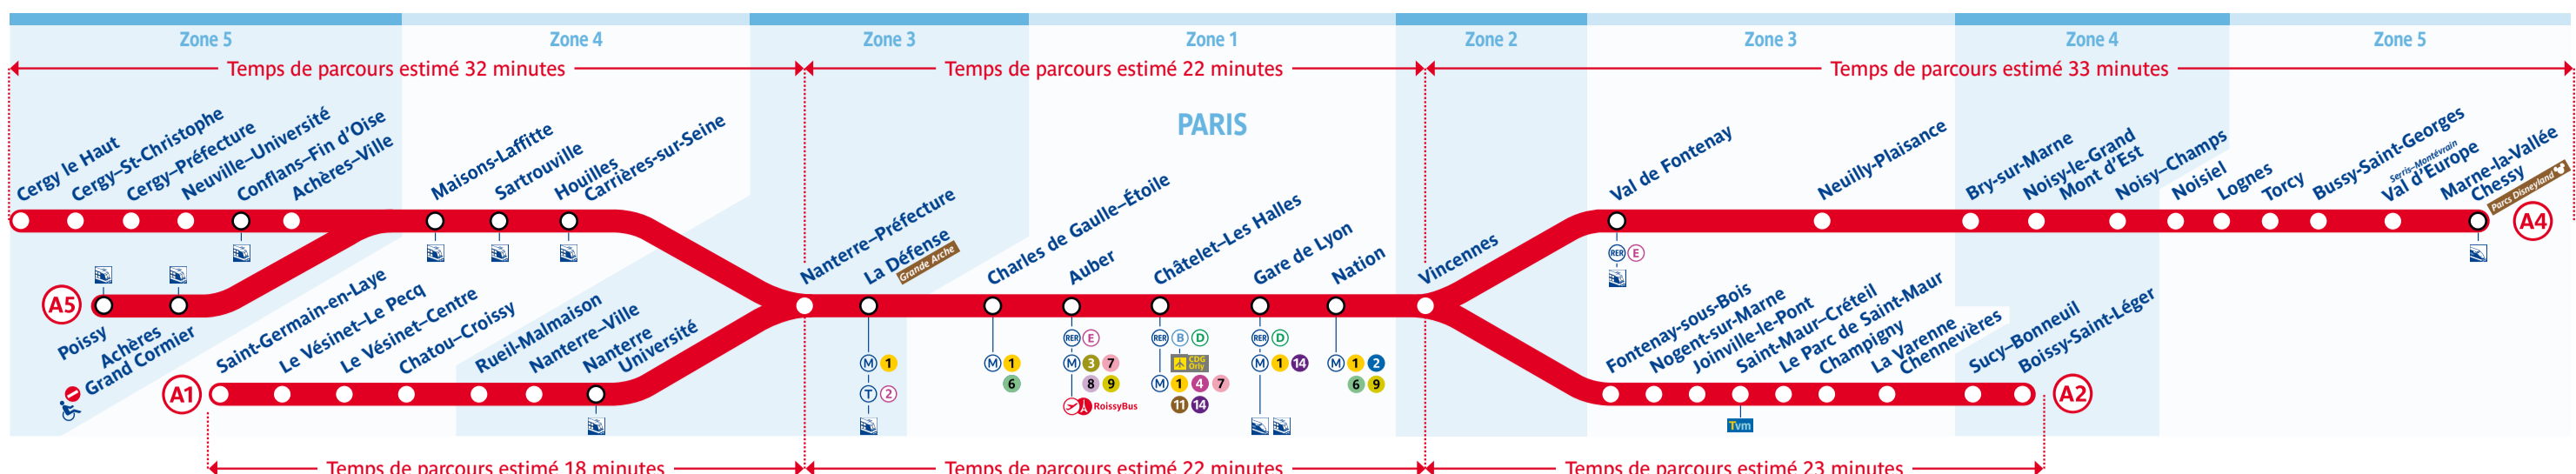 Zone 5
Zone 4
Zone 3
Zone 1
Zone 2
Zone 3
Zone 4
Zone 5
Temps de parcours estimé 32 minutes
Temps de parcours estimé 22 minutes
Temps de parcours estimé 33 minutes
PARIS
Cergy le Haut
Cergy–St-Christophe
Cergy–Préfecture
Neuville–Université
Conflans–Fin d'Oise
Achères–Ville
Maisons-Laffitte
Sartrouville
Houilles
Carrières-sur-Seine
A5
Poissy
Achères
Grand Cormier
A1
Saint-Germain-en-Laye
Le Vésinet–Le Pecq
Le Vésinet–Centre
Chatou–Croissy
Rueil-Malmaison
Nanterre–Ville
Nanterre
Université
Nanterre–Préfecture
La Défense
Grande Arche
M 1
T 2
Charles de Gaulle–Étoile
M 1
6
Auber
RER E
M 3 7
8 9
RoissyBus
Châtelet–Les Halles
RER B D
CDG
Orly
M 1 4 7
11 14
Gare de Lyon
RER D
M 1 14
Nation
M 1 2
6 9
Vincennes
Val de Fontenay
RER E
Neuilly-Plaisance
Bry-sur-Marne
Noisy-le-Grand
Mont d'Est
Noisy–Champs
Noisiel
Lognes
Torcy
Bussy-Saint-Georges
Serris–Montévrain
Val d'Europe
Marne-la-Vallée
Chessy
Parcs Disneyland
A4
Fontenay-sous-Bois
Nogent-sur-Marne
Joinville-le-Pont
Saint-Maur–Créteil
Tvm
Le Parc de Saint-Maur
Champigny
La Varenne
Chennevières
Sucy–Bonneuil
Boissy-Saint-Léger
A2
Temps de parcours estimé 18 minutes
Temps de parcours estimé 22 minutes
Temps de parcours estimé 23 minutes